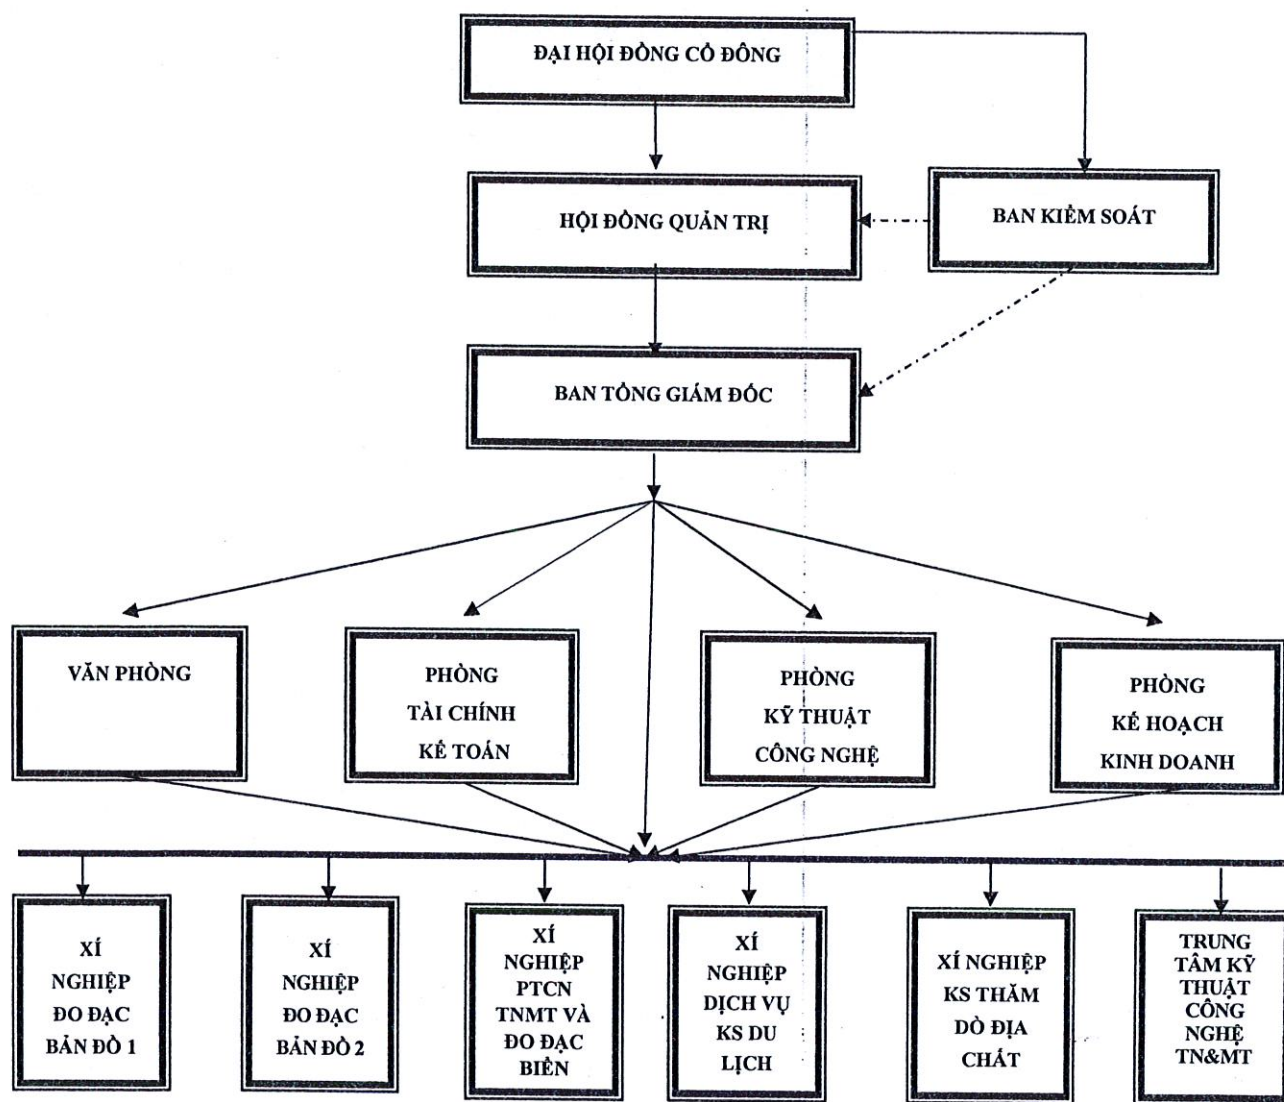 ĐẠI HỘI ĐỒNG CỔ ĐÔNG
HỘI ĐỒNG QUẢN TRỊ
BAN KIỂM SOÁT
BAN TỔNG GIÁM ĐỐC
VĂN PHÒNG
PHÒNG
TÀI CHÍNH
KẾ TOÁN
PHÒNG
KỸ THUẬT
CÔNG NGHỆ
PHÒNG
KẾ HOẠCH
KINH DOANH
XÍ
NGHIỆP
ĐO ĐẠC
BẢN ĐỒ 1
XÍ
NGHIỆP
ĐO ĐẠC
BẢN ĐỒ 2
XÍ
NGHIỆP
PTCN
TNMT VÀ
ĐO ĐẠC
BIỂN
XÍ
NGHIỆP
DỊCH VỤ
KS DU
LỊCH
XÍ NGHIỆP
KS THĂM
DÒ ĐỊA
CHẤT
TRUNG
TÂM KỸ
THUẬT
CÔNG
NGHỆ
TN&MT